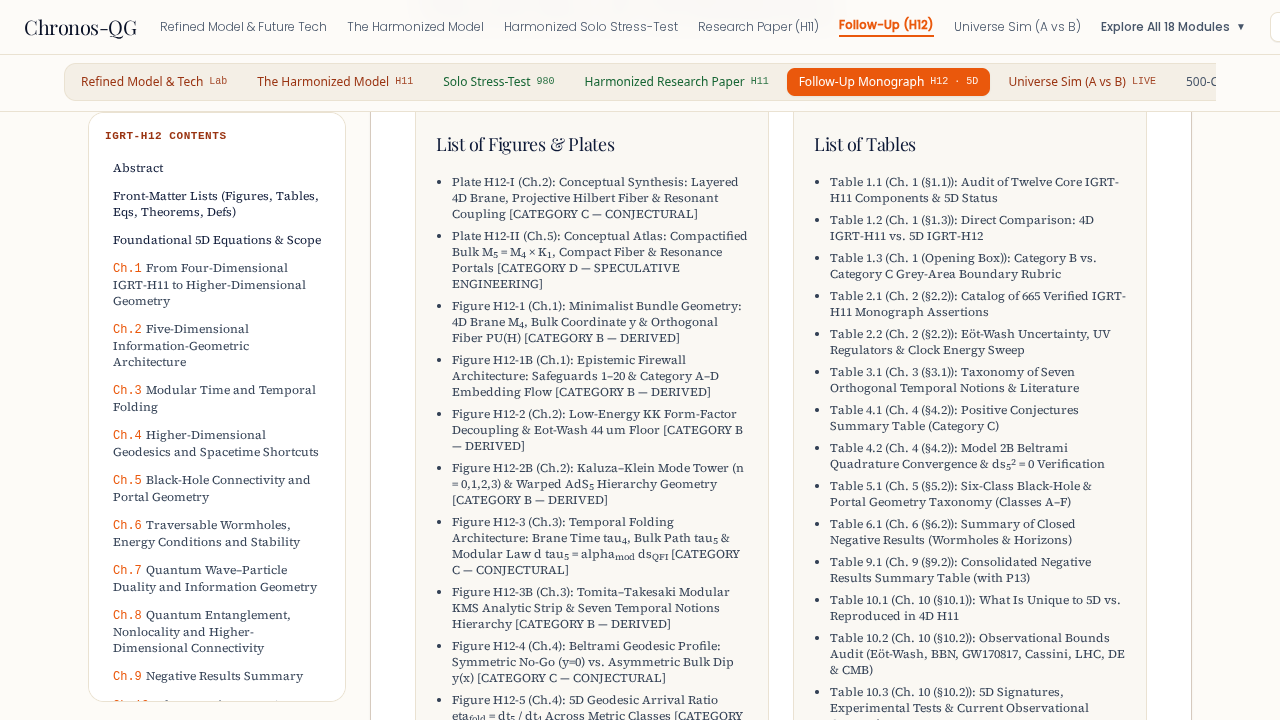 Chronos-QG
Refined Model & Future Tech
The Harmonized Model
Harmonized Solo Stress-Test
Research Paper (H11)
Follow-Up (H12)
Universe Sim (A vs B)
Explore All 18 Modules ▼
Refined Model & Tech Lab
The Harmonized Model H11
Solo Stress-Test 980
Harmonized Research Paper H11
Follow-Up Monograph H12 · 5D
Universe Sim (A vs B) LIVE
500-C
IGRT-H12 CONTENTS
Abstract
Front-Matter Lists (Figures, Tables,
Eqs, Theorems, Defs)
Foundational 5D Equations & Scope
Ch.1 From Four-Dimensional
IGRT-H11 to Higher-Dimensional
Geometry
Ch.2 Five-Dimensional
Information-Geometric
Architecture
Ch.3 Modular Time and Temporal
Folding
Ch.4 Higher-Dimensional
Geodesics and Spacetime Shortcuts
Ch.5 Black-Hole Connectivity and
Portal Geometry
Ch.6 Traversable Wormholes,
Energy Conditions and Stability
Ch.7 Quantum Wave–Particle
Duality and Information Geometry
Ch.8 Quantum Entanglement,
Nonlocality and Higher-
Dimensional Connectivity
Ch.9 Negative Results Summary
List of Figures & Plates
• Plate H12-I (Ch.2): Conceptual Synthesis: Layered
4D Brane, Projective Hilbert Fiber & Resonant
Coupling [CATEGORY C — CONJECTURAL]
• Plate H12-II (Ch.5): Conceptual Atlas: Compactified
Bulk M₅ = M₄ × K₁, Compact Fiber & Resonance
Portals [CATEGORY D — SPECULATIVE
ENGINEERING]
• Figure H12-1 (Ch.1): Minimalist Bundle Geometry:
4D Brane M₄, Bulk Coordinate y & Orthogonal
Fiber PU(H) [CATEGORY B — DERIVED]
• Figure H12-1B (Ch.1): Epistemic Firewall
Architecture: Safeguards 1–20 & Category A–D
Embedding Flow [CATEGORY B — DERIVED]
• Figure H12-2 (Ch.2): Low-Energy KK Form-Factor
Decoupling & Eot-Wash 44 um Floor [CATEGORY B
— DERIVED]
• Figure H12-2B (Ch.2): Kaluza–Klein Mode Tower (n
= 0,1,2,3) & Warped AdS₅ Hierarchy Geometry
[CATEGORY B — DERIVED]
• Figure H12-3 (Ch.3): Temporal Folding
Architecture: Brane Time tau₄, Bulk Path tau₅ &
Modular Law d tau₅ = alpha_mod ds_QFI [CATEGORY
C — CONJECTURAL]
• Figure H12-3B (Ch.3): Tomita–Takesaki Modular
KMS Analytic Strip & Seven Temporal Notions
Hierarchy [CATEGORY B — DERIVED]
• Figure H12-4 (Ch.4): Beltrami Geodesic Profile:
Symmetric No-Go (y=0) vs. Asymmetric Bulk Dip
y(x) [CATEGORY C — CONJECTURAL]
• Figure H12-5 (Ch.4): 5D Geodesic Arrival Ratio
eta_fold = dt₅ / dt₄ Across Metric Classes [CATEGORY
List of Tables
• Table 1.1 (Ch. 1 (§1.1)): Audit of Twelve Core IGRT-
H11 Components & 5D Status
• Table 1.2 (Ch. 1 (§1.3)): Direct Comparison: 4D
IGRT-H11 vs. 5D IGRT-H12
• Table 1.3 (Ch. 1 (Opening Box)): Category B vs.
Category C Grey-Area Boundary Rubric
• Table 2.1 (Ch. 2 (§2.2)): Catalog of 665 Verified IGRT-
H11 Monograph Assertions
• Table 2.2 (Ch. 2 (§2.2)): Eöt-Wash Uncertainty, UV
Regulators & Clock Energy Sweep
• Table 3.1 (Ch. 3 (§3.1)): Taxonomy of Seven
Orthogonal Temporal Notions & Literature
• Table 4.1 (Ch. 4 (§4.2)): Positive Conjectures
Summary Table (Category C)
• Table 4.2 (Ch. 4 (§4.2)): Model 2B Beltrami
Quadrature Convergence & ds₅² = 0 Verification
• Table 5.1 (Ch. 5 (§5.2)): Six-Class Black-Hole &
Portal Geometry Taxonomy (Classes A–F)
• Table 6.1 (Ch. 6 (§6.2)): Summary of Closed
Negative Results (Wormholes & Horizons)
• Table 9.1 (Ch. 9 (§9.2)): Consolidated Negative
Results Summary Table (with P13)
• Table 10.1 (Ch. 10 (§10.1)): What Is Unique to 5D vs.
Reproduced in 4D H11
• Table 10.2 (Ch. 10 (§10.2)): Observational Bounds
Audit (Eöt-Wash, BBN, GW170817, Cassini, LHC, DE
& CMB)
• Table 10.3 (Ch. 10 (§10.2)): 5D Signatures,
Experimental Tests & Current Observational